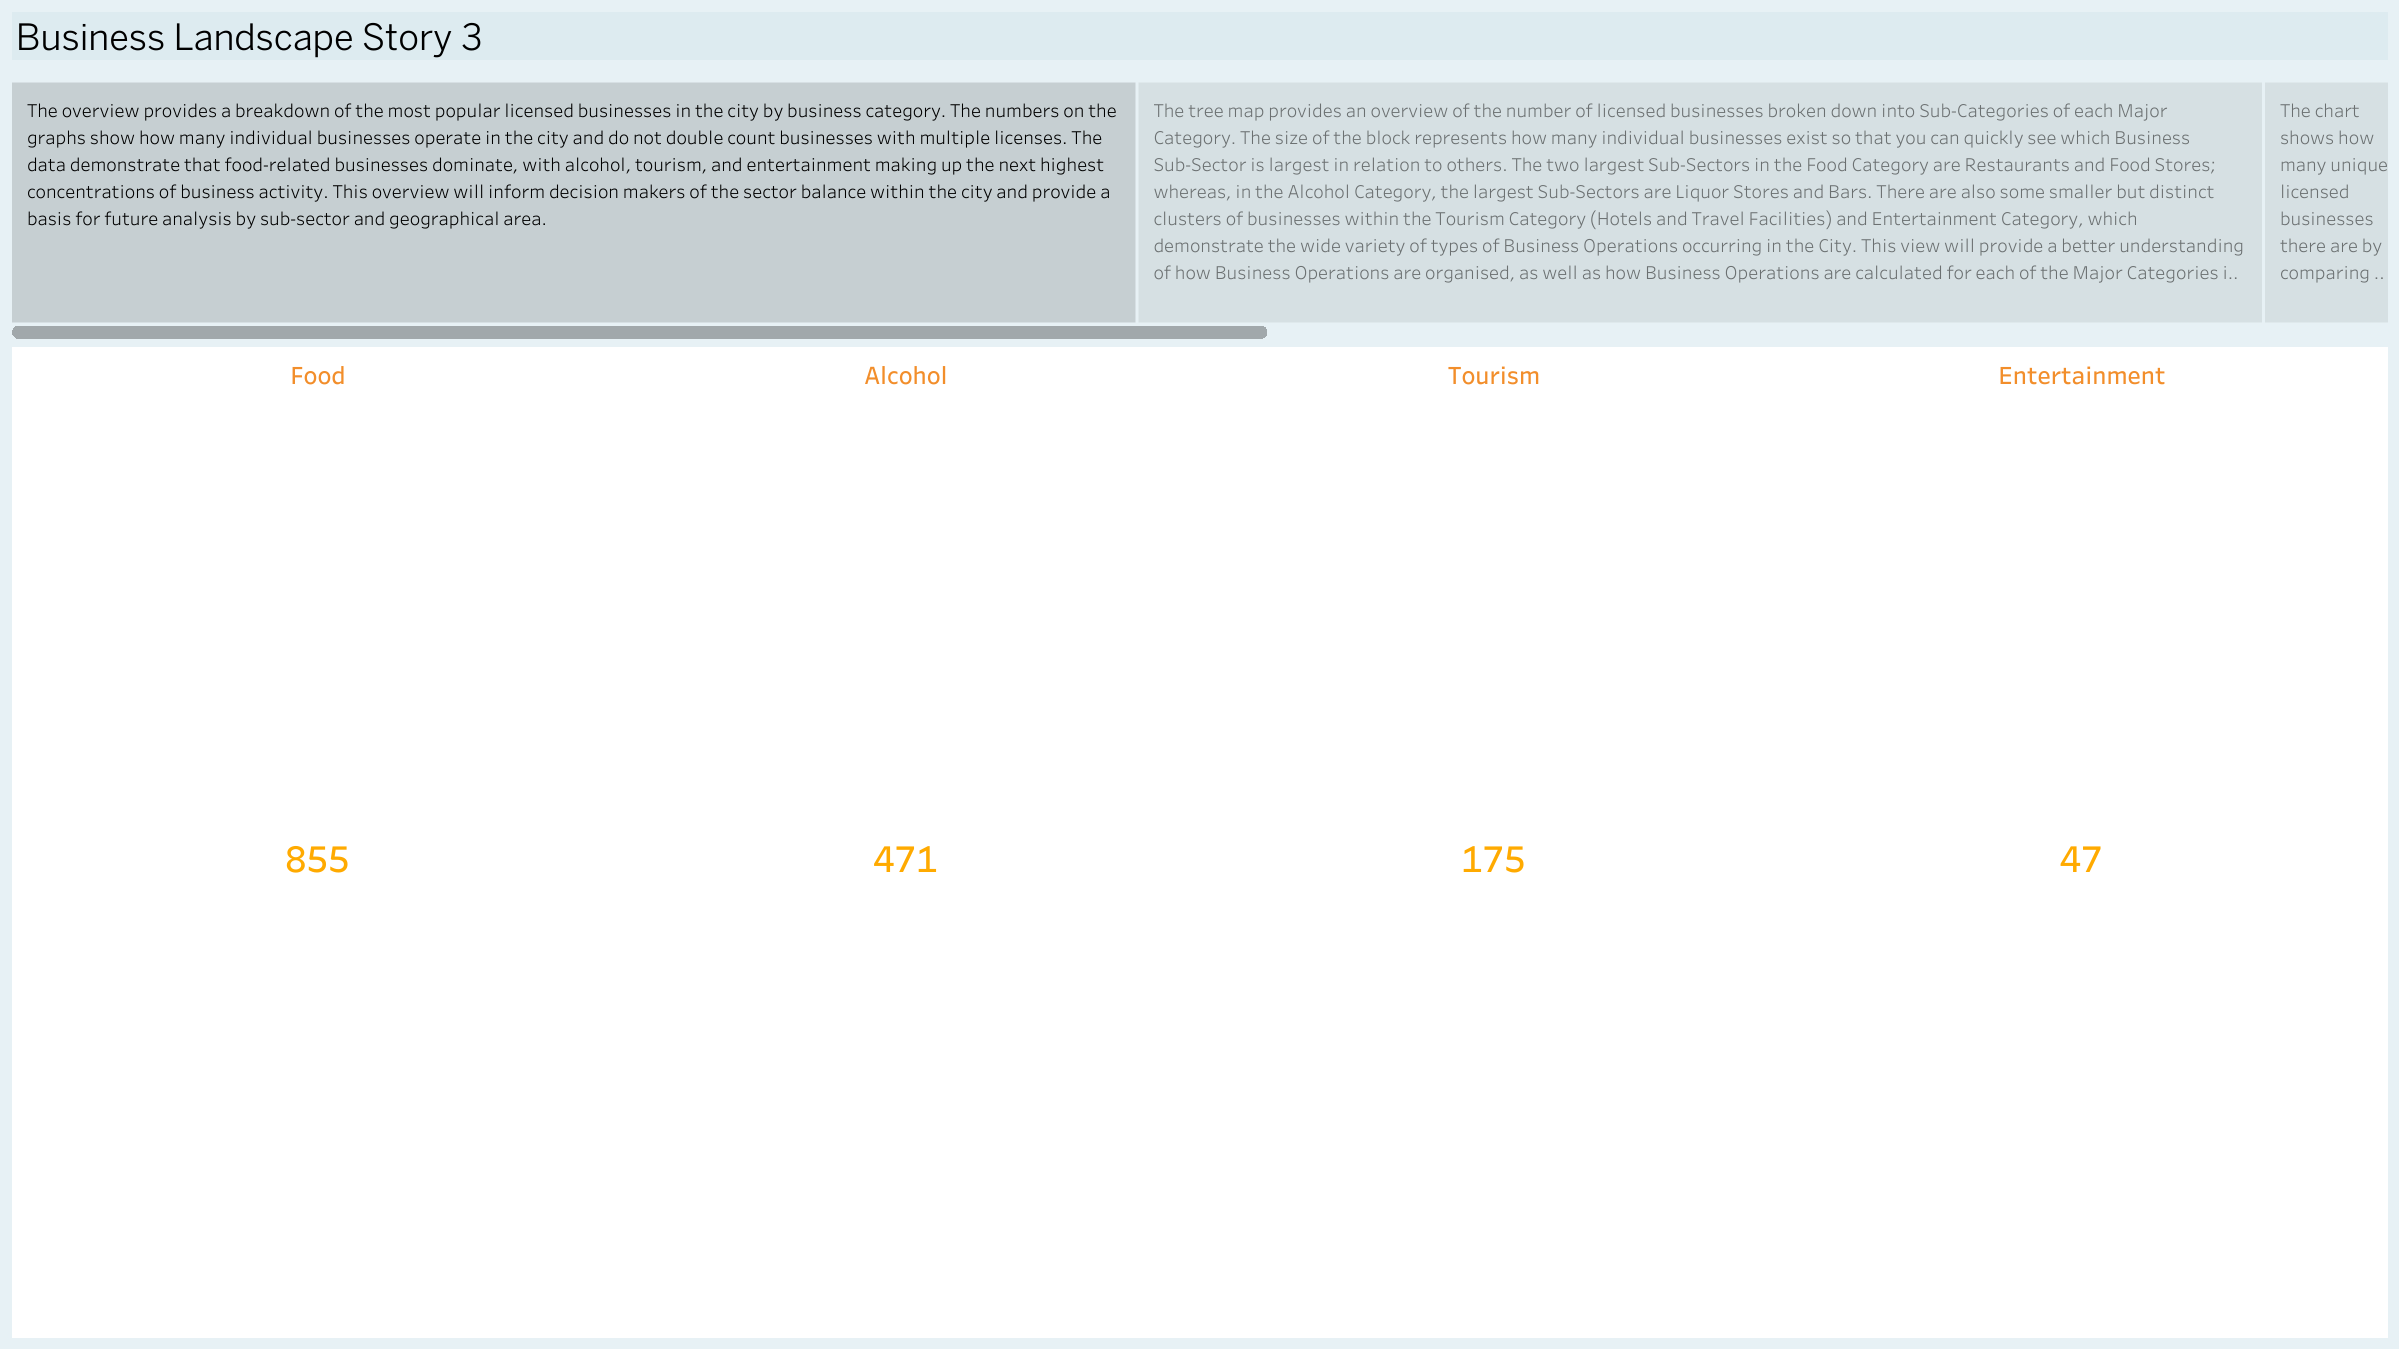 Business Landscape Story 3
The overview provides a breakdown of the most popular licensed businesses in the city by business category. The numbers on the
graphs show how many individual businesses operate in the city and do not double count businesses with multiple licenses. The
data demonstrate that food-related businesses dominate, with alcohol, tourism, and entertainment making up the next highest
concentrations of business activity. This overview will inform decision makers of the sector balance within the city and provide a
basis for future analysis by sub-sector and geographical area.
The tree map provides an overview of the number of licensed businesses broken down into Sub-Categories of each Major
Category. The size of the block represents how many individual businesses exist so that you can quickly see which Business
Sub-Sector is largest in relation to others. The two largest Sub-Sectors in the Food Category are Restaurants and Food Stores;
whereas, in the Alcohol Category, the largest Sub-Sectors are Liquor Stores and Bars. There are also some smaller but distinct
clusters of businesses within the Tourism Category (Hotels and Travel Facilities) and Entertainment Category, which
demonstrate the wide variety of types of Business Operations occurring in the City. This view will provide a better understanding
of how Business Operations are organised, as well as how Business Operations are calculated for each of the Major Categories i..
The chart
shows how
many unique
licensed
businesses
there are by
comparing ..
Food Alcohol Tourism Entertainment
855 471 175 47